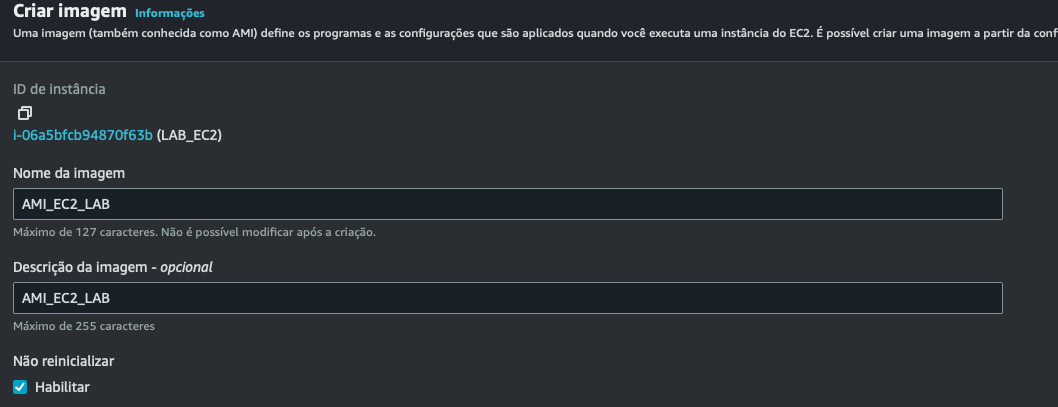 Criar imagem Informações
Uma imagem (também conhecida como AMI) define os programas e as configurações que são aplicados quando você executa uma instância do EC2. É possível criar uma imagem a partir da conf
ID de instância
i-06a5bfcb94870f63b (LAB_EC2)
Nome da imagem
AMI_EC2_LAB
Máximo de 127 caracteres. Não é possível modificar após a criação.
Descrição da imagem - opcional
AMI_EC2_LAB
Máximo de 255 caracteres
Não reinicializar
Habilitar